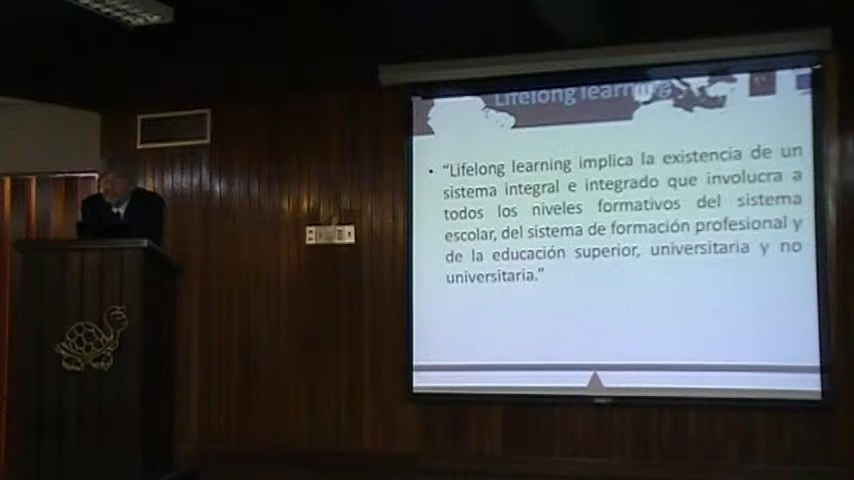 Lifelong learning
• "Lifelong learning implica la existencia de un
sistema integral e integrado que involucra a
todos los niveles formativos del sistema
escolar, del sistema de formación profesional y
de la educación superior, universitaria y no
universitaria."